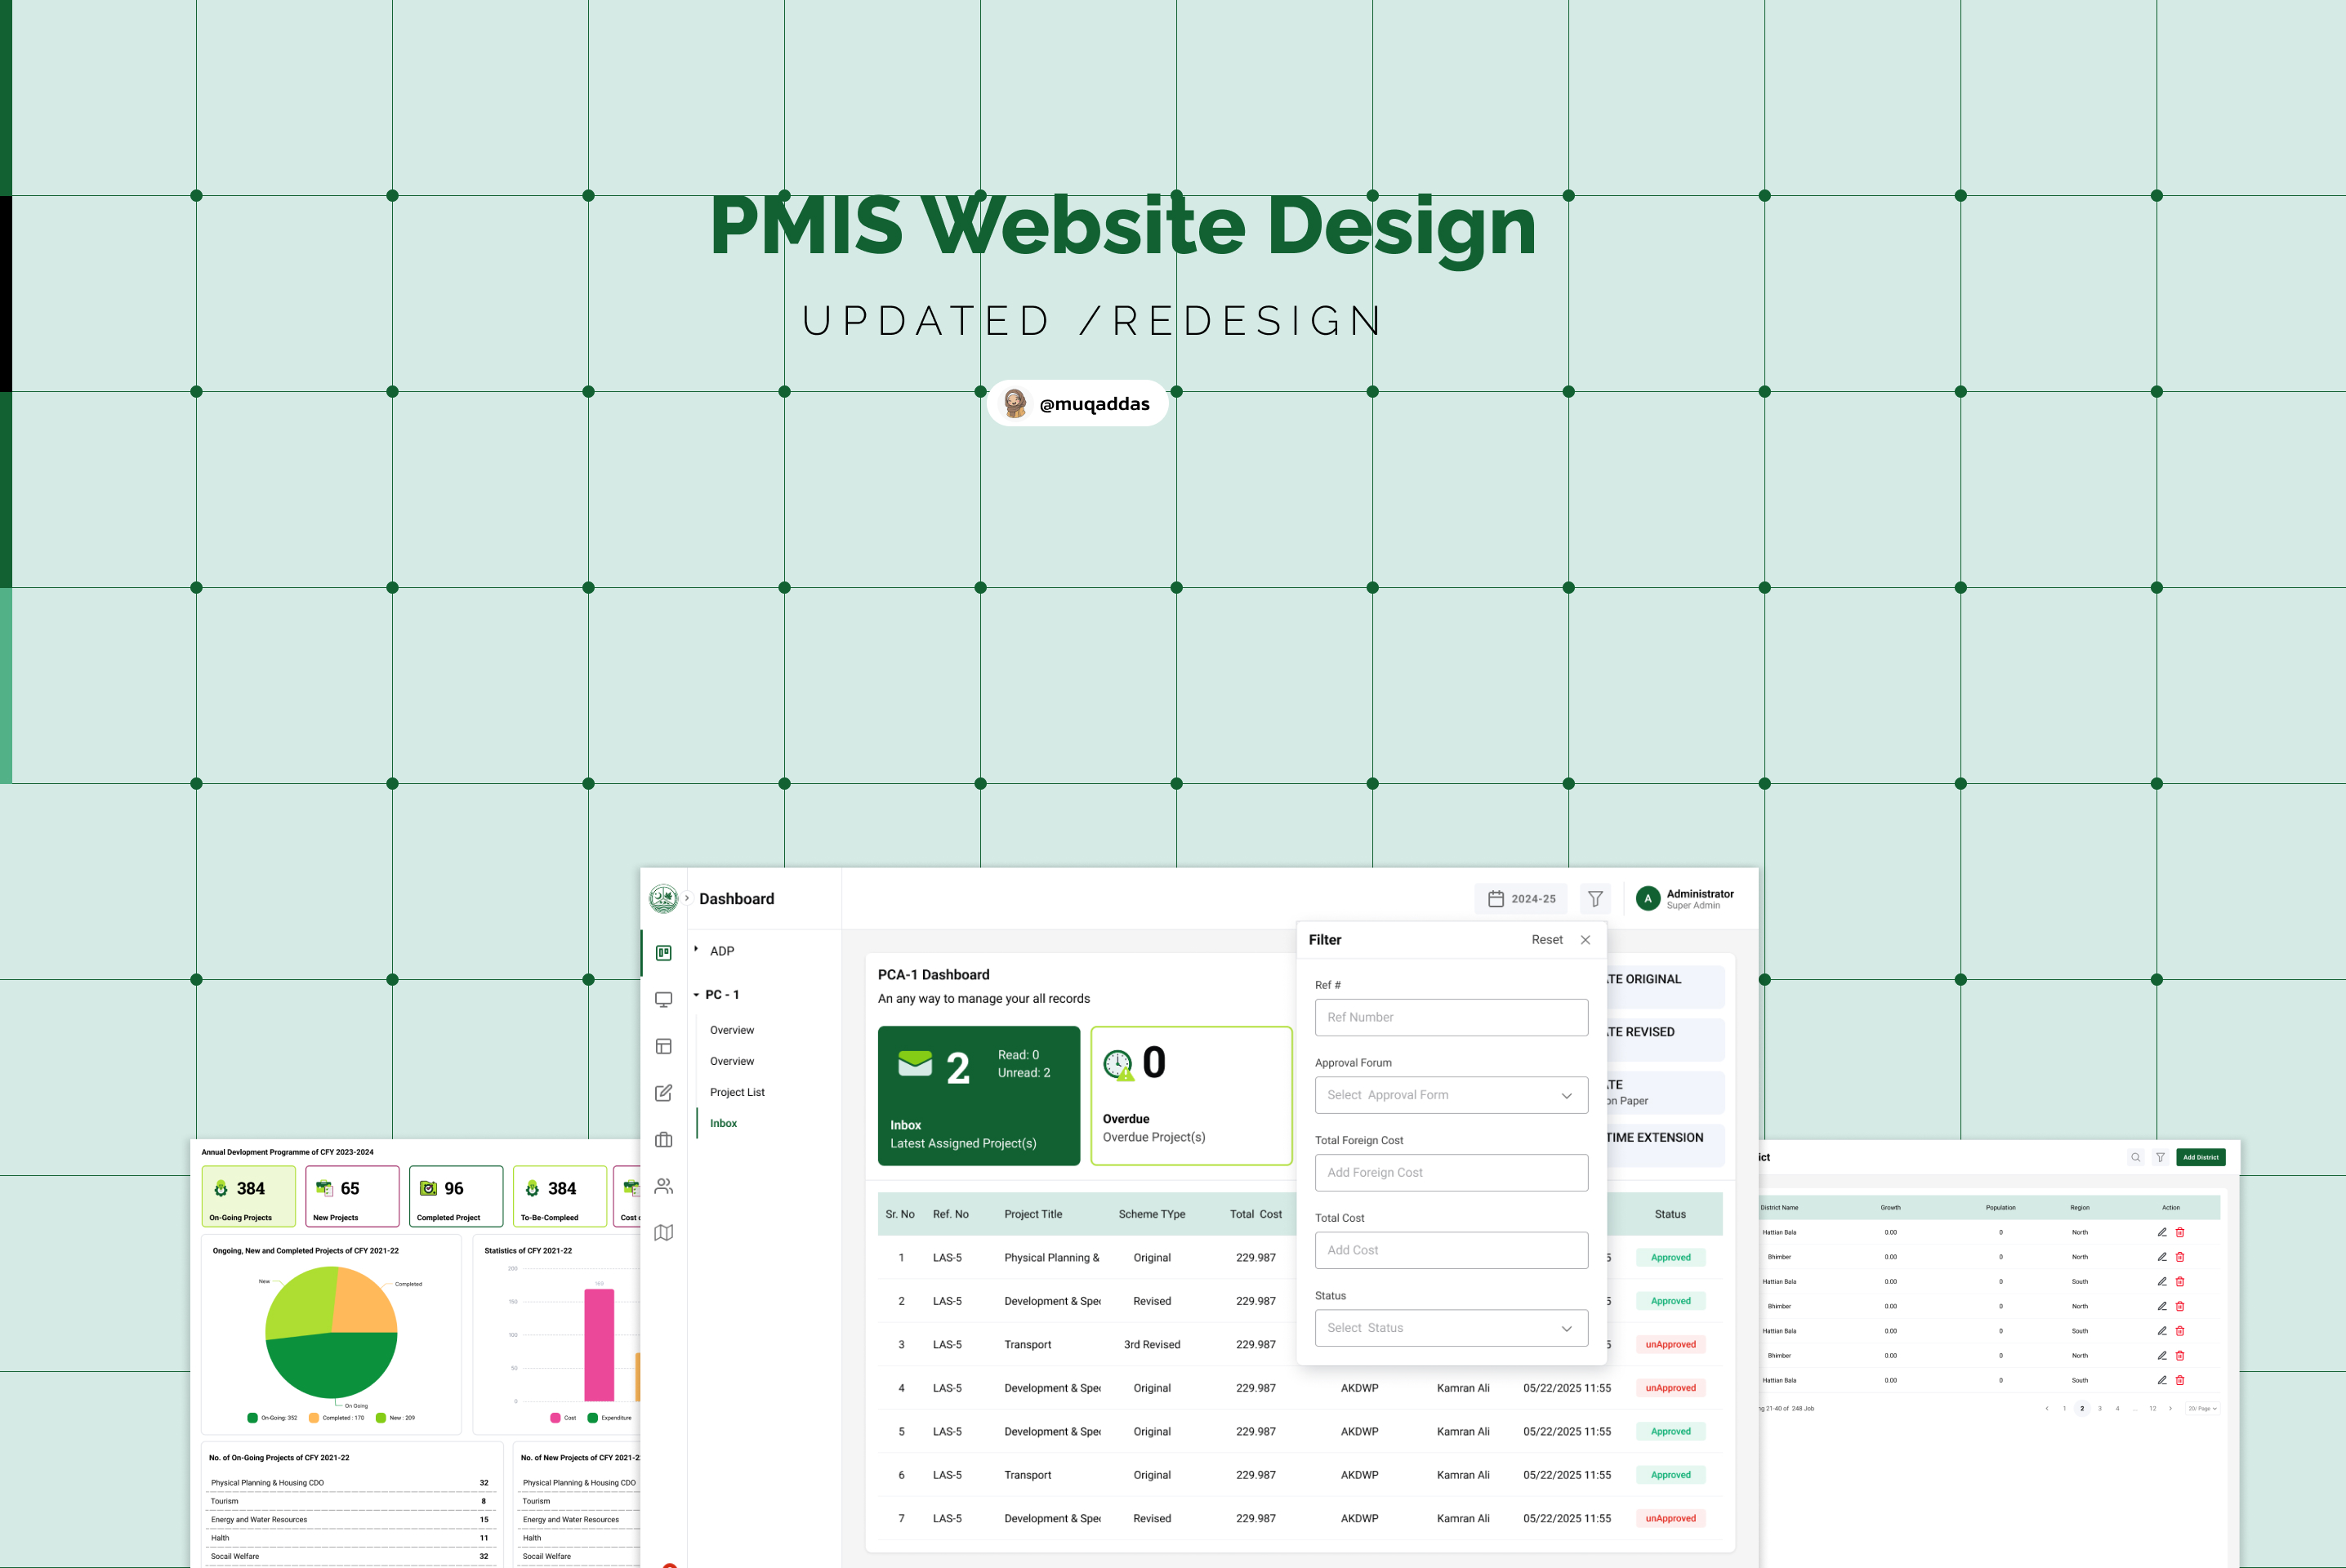 PMIS Website Design
UPDATED /REDESIGN
@muqaddas
Dashboard
2024-25
A
Administrator
Super Admin
ADP
PC - 1
Overview
Overview
Project List
Inbox
PCA-1 Dashboard
An any way to manage your all records
2
Read: 0
Unread: 2
Inbox
Latest Assigned Project(s)
0
Overdue
Overdue Project(s)
Filter
Reset
Ref #
Ref Number
Approval Forum
Select Approval Form
Total Foreign Cost
Add Foreign Cost
Total Cost
Add Cost
Status
Select Status
ORIGINAL
REVISED
Paper
TIME EXTENSION
Sr. No Ref. No Project Title Scheme TYpe Total Cost Status
1 LAS-5 Physical Planning & Original 229.987 Approved
2 LAS-5 Development & Revised 229.987 Approved
3 LAS-5 Transport 3rd Revised 229.987 unApproved
4 LAS-5 Development & Original 229.987 AKDWP Kamran Ali 05/22/2025 11:55 unApproved
5 LAS-5 Development & Original 229.987 AKDWP Kamran Ali 05/22/2025 11:55 Approved
6 LAS-5 Transport Original 229.987 AKDWP Kamran Ali 05/22/2025 11:55 Approved
7 LAS-5 Development & Revised 229.987 AKDWP Kamran Ali 05/22/2025 11:55 unApproved
Annual Devlopment Programme of CFY 2023-2024
384
On-Going Projects
65
New Projects
96
Completed Project
384
To-Be-Compleed
Cost
Ongoing, New and Completed Projects of CFY 2021-22
New
Completed
On Going
On-Going: 352 Completed : 170 New : 209
Statistics of CFY 2021-22
200
150
100
50
0
Cost Expenditure
No. of On-Going Projects of CFY 2021-22
Physical Planning & Housing CDO 32
Tourism 8
Energy and Water Resources 15
Halth 11
Socail Welfare 32
No. of New Projects of CFY 2021-2
Physical Planning & Housing CDO
Tourism
Energy and Water Resources
Halth
Socail Welfare
Add District
District Name Growth Population Region Action
Hattian Bala 0.00 0 North
Bhimber 0.00 0 North
Hattian Bala 0.00 0 South
Bhimber 0.00 0 North
Hattian Bala 0.00 0 South
Bhimber 0.00 0 North
Hattian Bala 0.00 0 South
21-40 of 248 Job
1 2 3 4 ... 12 20/ Page